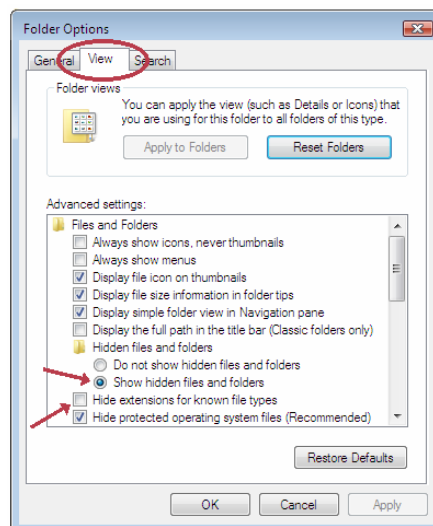 Folder Options
General View Search
Folder views
You can apply the view (such as Details or Icons) that
you are using for this folder to all folders of this type.
Apply to Folders Reset Folders
Advanced settings:
Files and Folders
Always show icons, never thumbnails
Always show menus
Display file icon on thumbnails
Display file size information in folder tips
Display simple folder view in Navigation pane
Display the full path in the title bar (Classic folders only)
Hidden files and folders
Do not show hidden files and folders
Show hidden files and folders
Hide extensions for known file types
Hide protected operating system files (Recommended)
Restore Defaults
OK Cancel Apply